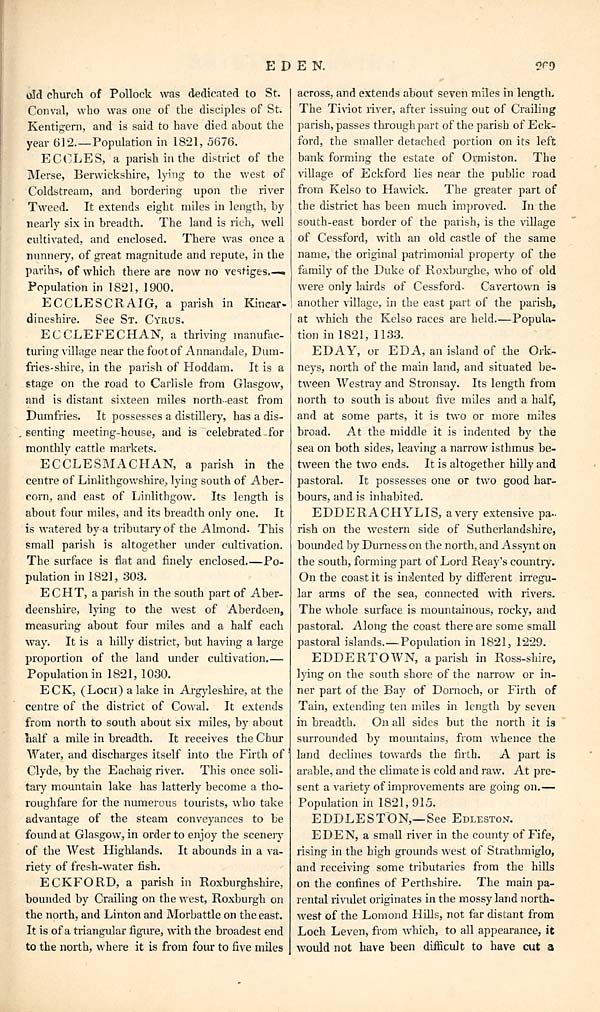 EDEN.
old church of Pollock was dedicated to St.
Conval, who was one of the disciples of St.
Kentigern, and is said to have died about the
year 612.—Population in 1821, 5676.
ECCLES, a parish in the district of the
Merse, Berwickshire, lying to the west of
Coldstream, and bordering upon the river
Tweed. It extends eight miles in length, by
nearly six in breadth. The land is rich, well
cultivated, and enclosed. There was once a
nunnery, of great magnitude and repute, in the
parihs, of which there are now no vestiges.—
Population in 1821, 1900.
ECCLESCRAIG, a parish in Kincar-
dineshire. See St. Cyrus.
ECCLEFECHAN, a thriving manufac-
turing village near the foot of Annandale, Dum-
fries-shire, in the parish of Hoddam. It is a
stage on the road to Carlisle from Glasgow,
and is distant sixteen miles north-east from
Dumfries. It possesses a distillery, has a dis-
senting meeting-house, and is celebrated for
monthly cattle markets.
ECCLESMACHAN, a parish in the
centre of Linlithgowshire, lying south of Aber-
corn, and east of Linlithgow. Its length is
about four miles, and its breadth only one. It
is watered by a tributary of the Almond. This
small parish is altogether under cultivation.
The surface is flat and finely enclosed.—Po-
pulation in 1821, 303.
ECHT, a parish in the south part of Aber-
deenshire, lying to the west of Aberdeen,
measuring about four miles and a half each
way. It is a hilly district, but having a large
proportion of the land under cultivation.—
Population in 1821, 1030.
ECK, (Loch) a lake in Argyleshire, at the
centre of the district of Cowal. It extends
from north to south about six miles, by about
half a mile in breadth. It receives the Chur
Water, and discharges itself into the Firth of
Clyde, by the Eachaig river. This once soli-
tary mountain lake has latterly become a tho-
roughfare for the numerous tourists, who take
advantage of the steam conveyances to be
found at Glasgow, in order to enjoy the scenery
of the West Highlands. It abounds in a va-
riety of fresh-water fish.
ECKFORD, a parish in Roxburghshire,
bounded by Crailing on the west, Roxburgh on
the north, and Linton and Morbattle on the east.
It is of a triangular figure, with the broadest end
to the north, where it is from four to five miles
across, and extends about seven miles in length.
The Tiviot river, after issuing out of Crailing
parish, passes through part of the parish of Eck-
ford, the smaller detached portion on its left
bank forming the estate of Ormiston. The
village of Eckford lies near the public road
from Kelso to Hawick. The greater part of
the district has been much improved. In the
south-east border of the parish, is the village
of Cessford, with an old castle of the same
name, the original patrimonial property of the
family of the Duke of Roxburghe, who of old
were only lairds of Cessford. Cavertown is
another village, in the east part of the parish,
at which the Kelso races are held.—Popula-
tion in 1821, 1133.
EDAY, or EDA, an island of the Ork-
neys, north of the main land, and situated be-
tween Westray and Stronsay. Its length from
north to south is about five miles and a half,
and at some parts, it is two or more miles
broad. At the middle it is indented by the
sea on both sides, leaving a narrow isthmus be-
tween the two ends. It is altogether hilly and
pastoral. It possesses one or two good har-
bours, and is inhabited.
EDDERACHYLIS, a very extensive pa-
rish on the western side of Sutherlandshire,
bounded by Durness on the north, and Assynt on
the south, forming part of Lord Reay's country.
On the coast it is indented by different irregu-
lar arms of the sea, connected with rivers.
The whole surface is mountainous, rocky, and
pastoral. Along the coast there are some small
pastoral islands.—Population in 1821, 1229.
EDDERTOWN, a parish in Ross-shire,
lying on the south shore of the narrow or in-
ner part of the Bay of Dornoch, or Firth of
Tain, extending ten miles in length by seven
in breadth. On all sides but the north it is
surrounded by mountains, from whence the
land declines towards the firth. A part is
arable, and the climate is cold and raw. At pre-
sent a variety of improvements are going on.—
Population in 1821, 915.
EDDLESTON,—See Edleston.
EDEN, a small river in the county of Fife,
rising in the high grounds west of Strathmiglo,
and receiving some tributaries from the hills
on the confines of Perthshire. The main pa-
rental rivulet originates in the mossy land north-
west of the Lomond Hills, not far distant from
Loch Leven, from which, to all appearance, it
would not have been difficult to have cut a